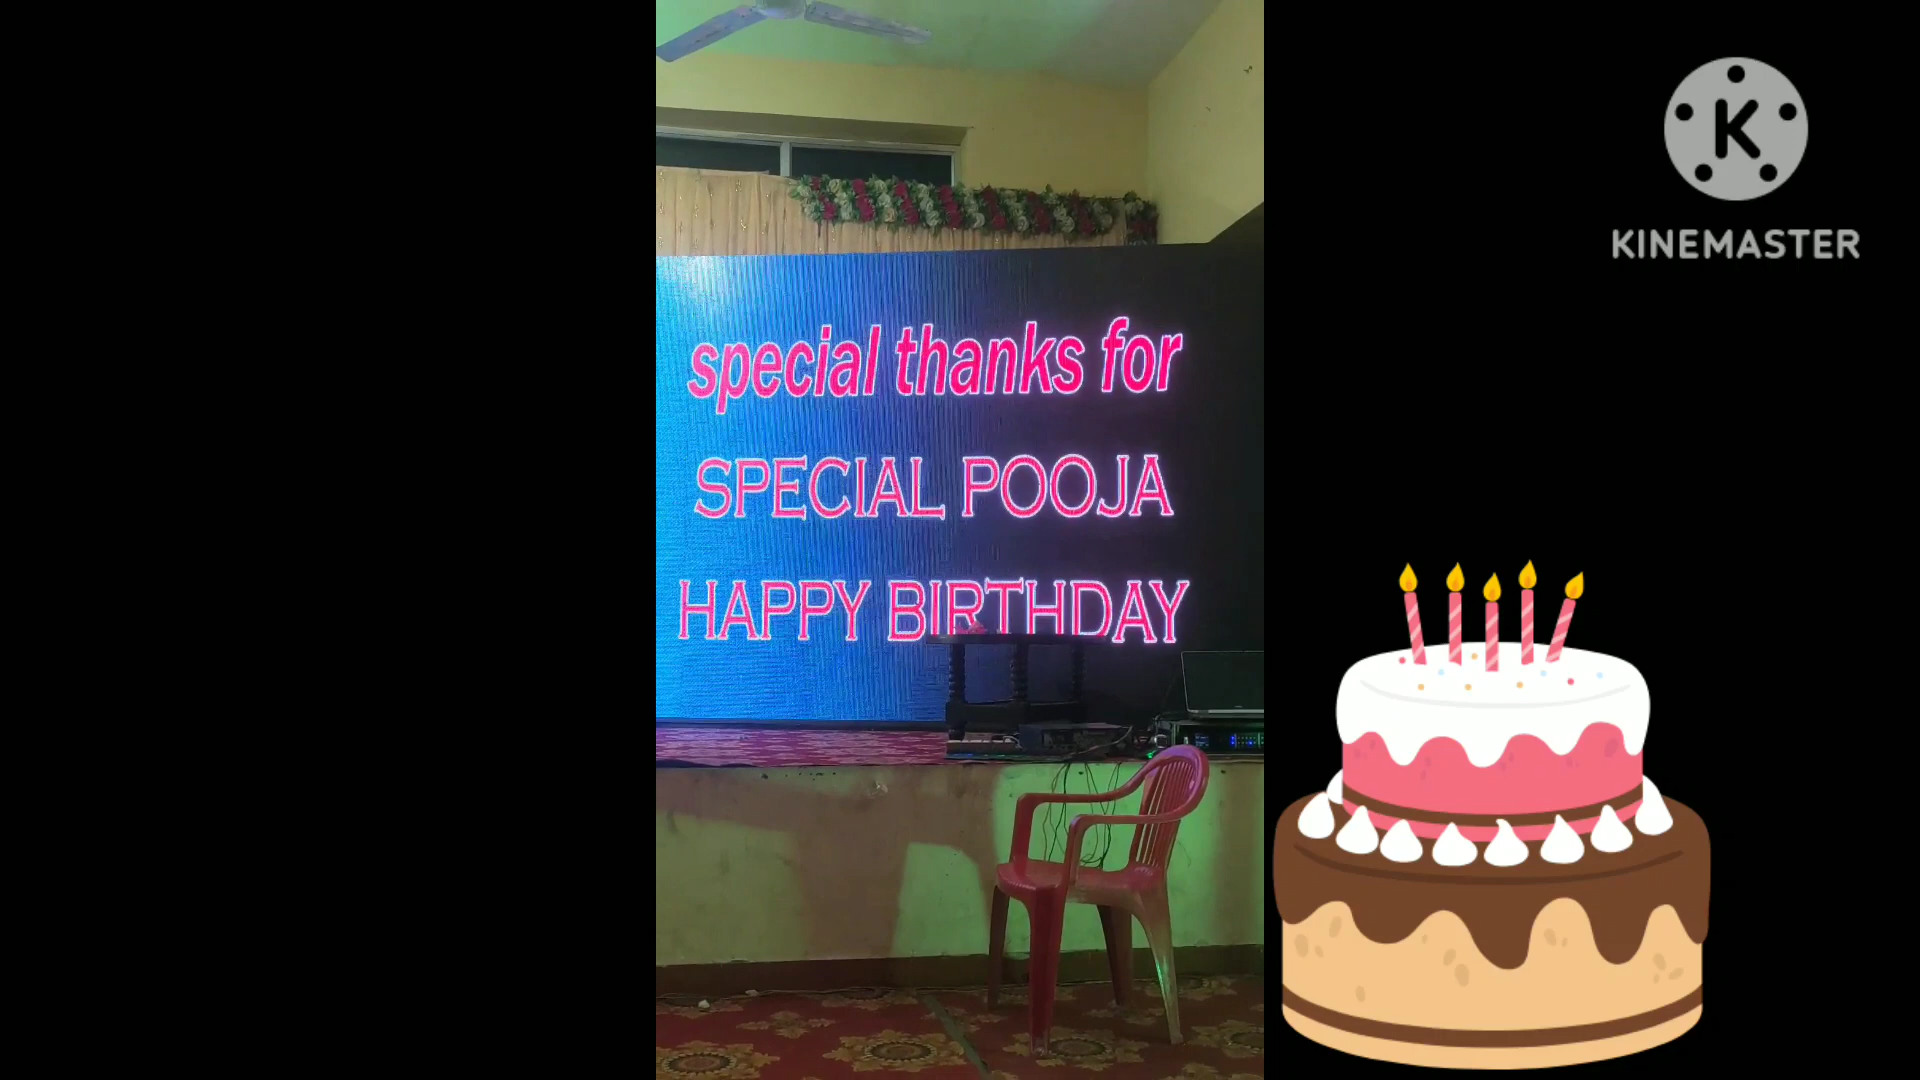 special thanks for
SPECIAL POOJA
HAPPY BIRTHDAY
K
KINEMASTER